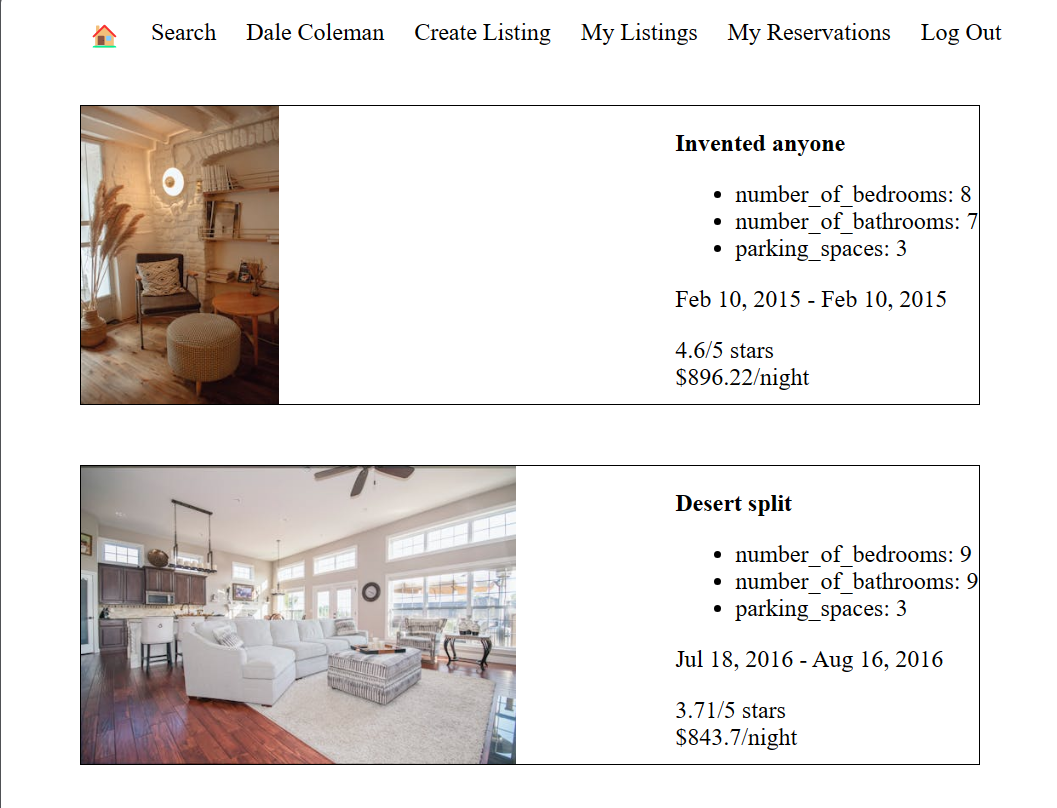 Search Dale Coleman Create Listing My Listings My Reservations Log Out
Invented anyone
number_of_bedrooms: 8
number_of_bathrooms: 7
parking_spaces: 3
Feb 10, 2015 - Feb 10, 2015
4.6/5 stars
$896.22/night
Desert split
number_of_bedrooms: 9
number_of_bathrooms: 9
parking_spaces: 3
Jul 18, 2016 - Aug 16, 2016
3.71/5 stars
$843.7/night